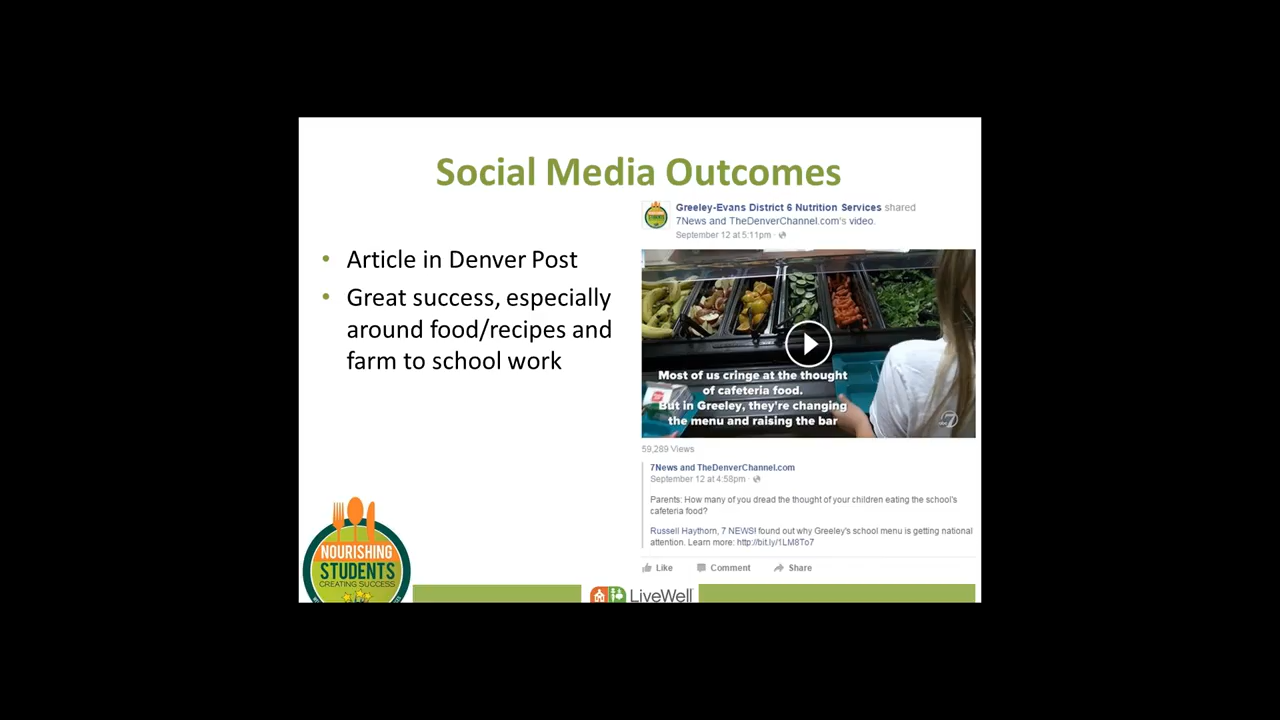 Social Media Outcomes
• Article in Denver Post
• Great success, especially
around food/recipes and
farm to school work
Greeley-Evans District 6 Nutrition Services shared
7News and TheDenverChannel.com's video.
September 12 at 5:11pm ·
Most of us cringe at the thought
of cafeteria food.
But in Greeley, they're changing
the menu and raising the bar
7
59,289 Views
7News and TheDenverChannel.com
September 12 at 4:58pm ·
Parents: How many of you dread the thought of your children eating the school's
cafeteria food?
Russell Haythorn, 7 NEWS! found out why Greeley's school menu is getting national
attention. Learn more: http://bit.ly/1LM8To7
Like Comment Share
NOURISHING
STUDENTS
CREATING SUCCESS
LiveWell